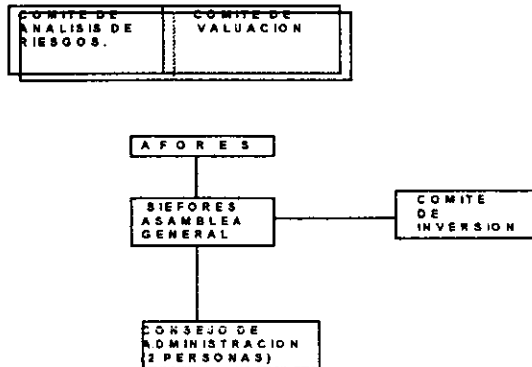 COMITE DE
ANALISIS DE
RIESGOS.
COMITE DE
VALUACION
AFORES
SIEFORES
ASAMBLEA
GENERAL
COMITE
DE
INVERSION
CONSEJO DE
ADMINISTRACION
(2 PERSONAS)